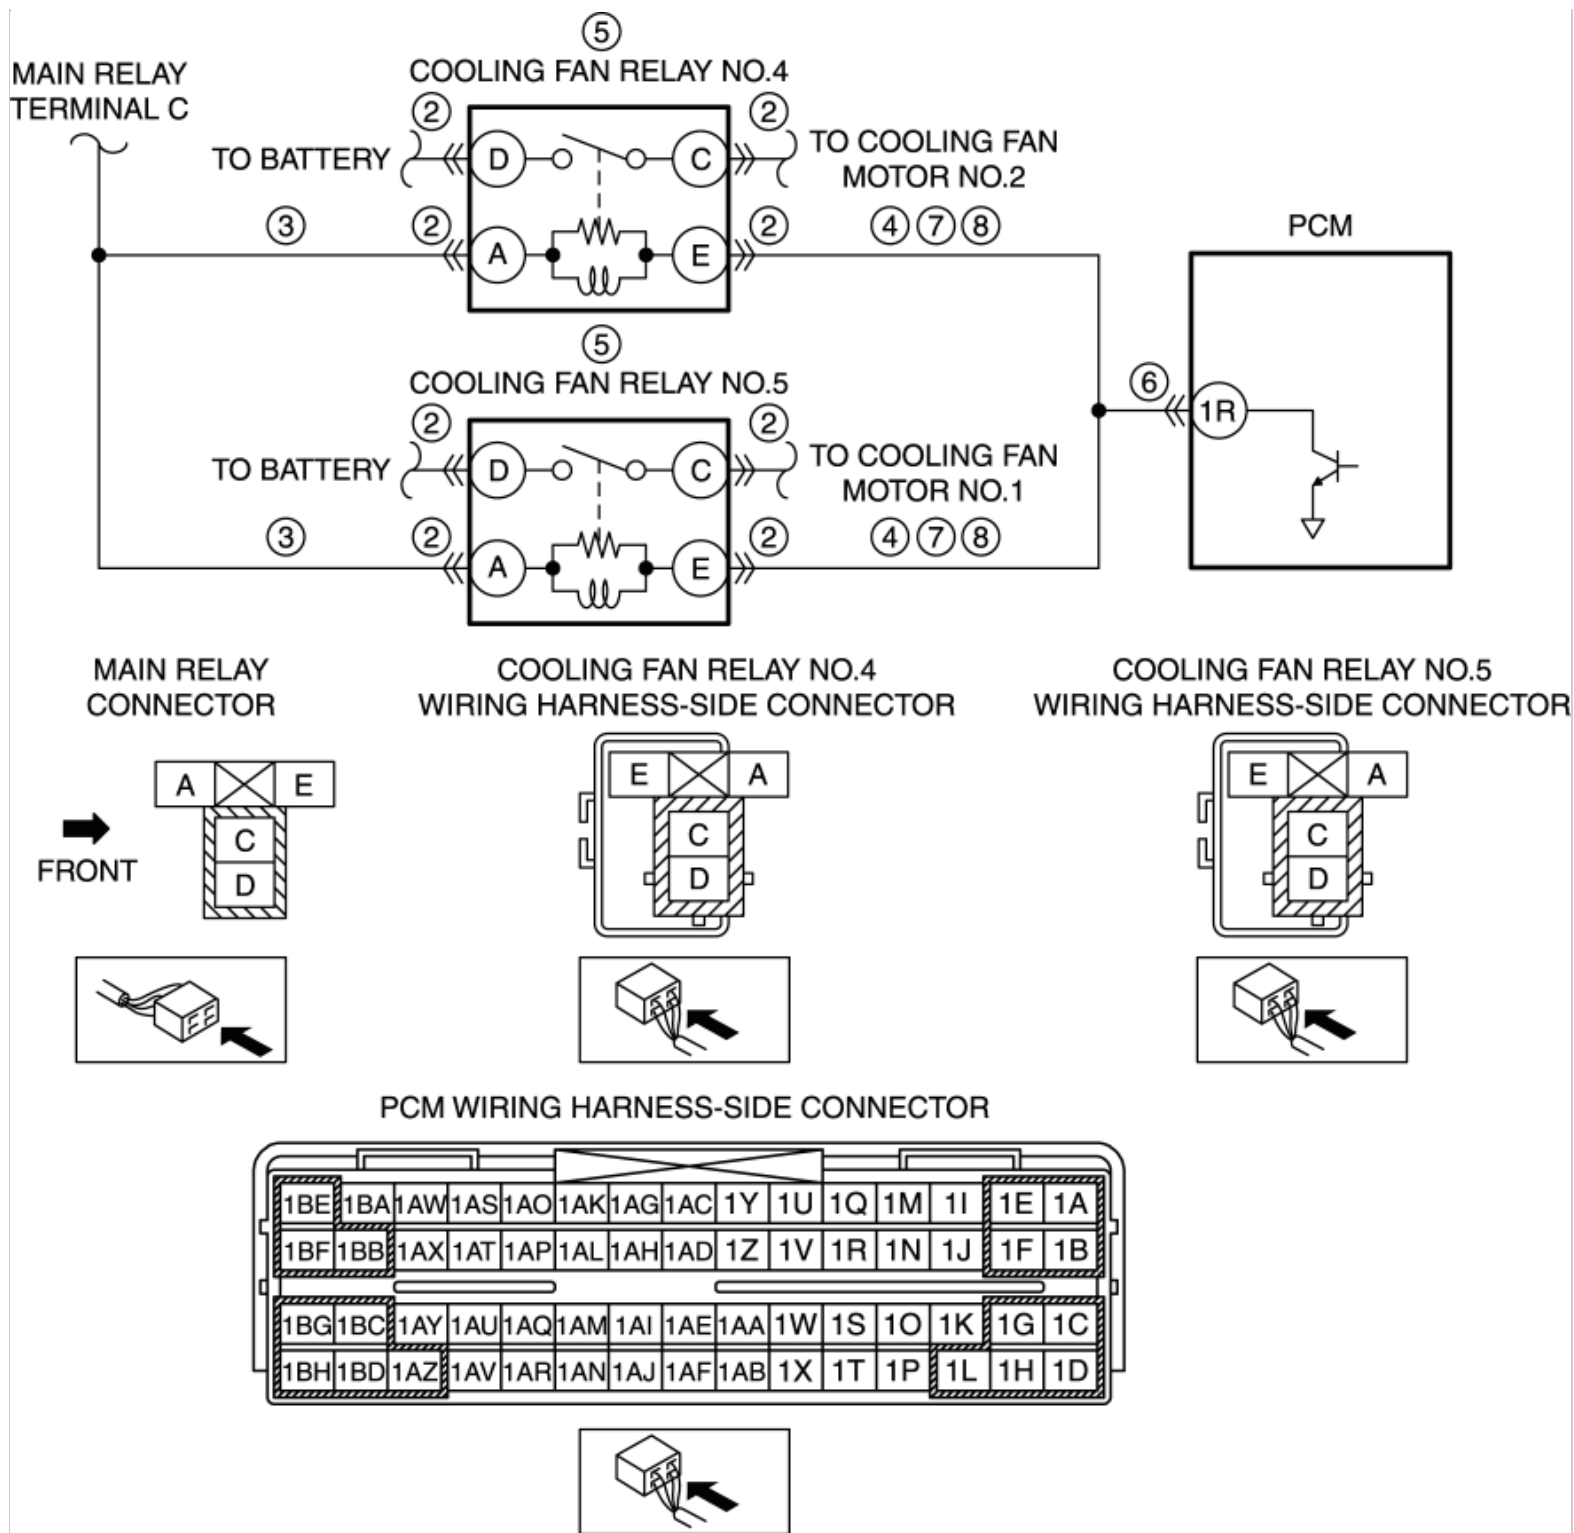 ⑤
MAIN RELAY
TERMINAL C
COOLING FAN RELAY NO.4
② ②
TO BATTERY D C TO COOLING FAN
MOTOR NO.2
③ ② A E ② ④ ⑦ ⑧
PCM
⑤
COOLING FAN RELAY NO.5
⑥ 1R
② ②
TO BATTERY D C TO COOLING FAN
MOTOR NO.1
③ ② A E ② ④ ⑦ ⑧
MAIN RELAY
CONNECTOR
A E
C
D
FRONT
COOLING FAN RELAY NO.4
WIRING HARNESS-SIDE CONNECTOR
E A
C
D
COOLING FAN RELAY NO.5
WIRING HARNESS-SIDE CONNECTOR
E A
C
D
PCM WIRING HARNESS-SIDE CONNECTOR
1BE 1BA 1AW 1AS 1AO 1AK 1AG 1AC 1Y 1U 1Q 1M 1I 1E 1A
1BF 1BB 1AX 1AT 1AP 1AL 1AH 1AD 1Z 1V 1R 1N 1J 1F 1B
1BG 1BC 1AY 1AU 1AQ 1AM 1AI 1AE 1AA 1W 1S 1O 1K 1G 1C
1BH 1BD 1AZ 1AV 1AR 1AN 1AJ 1AF 1AB 1X 1T 1P 1L 1H 1D